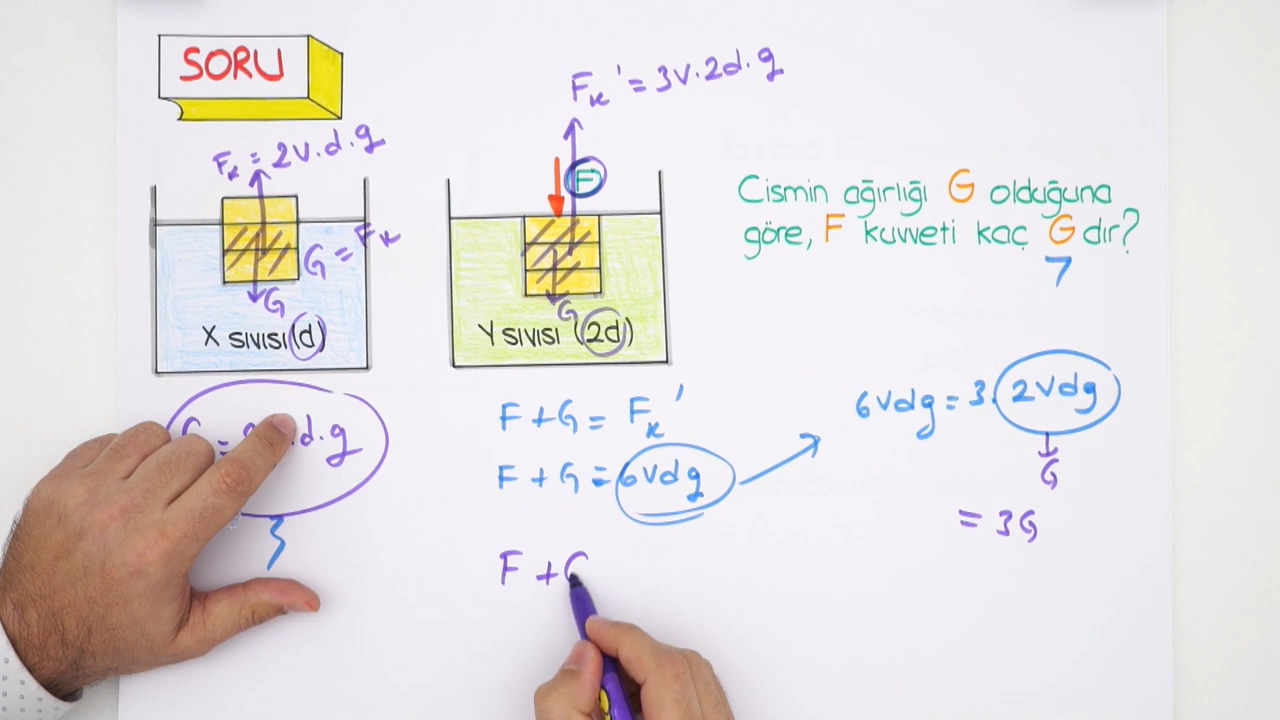 SORU
Fₖ = 2V.d.g
G = Fₖ
G
X SIVISI (d)
Fₖ' = 3V.2d.g
F
G
Y SIVISI (2d)
Cismin ağırlığı G olduğuna
göre, F kuvveti kaç G dır?
7
d.g
F+G = Fₖ'
F+G = 6Vdg
6Vdg = 3. 2Vdg
G
= 3G
F +